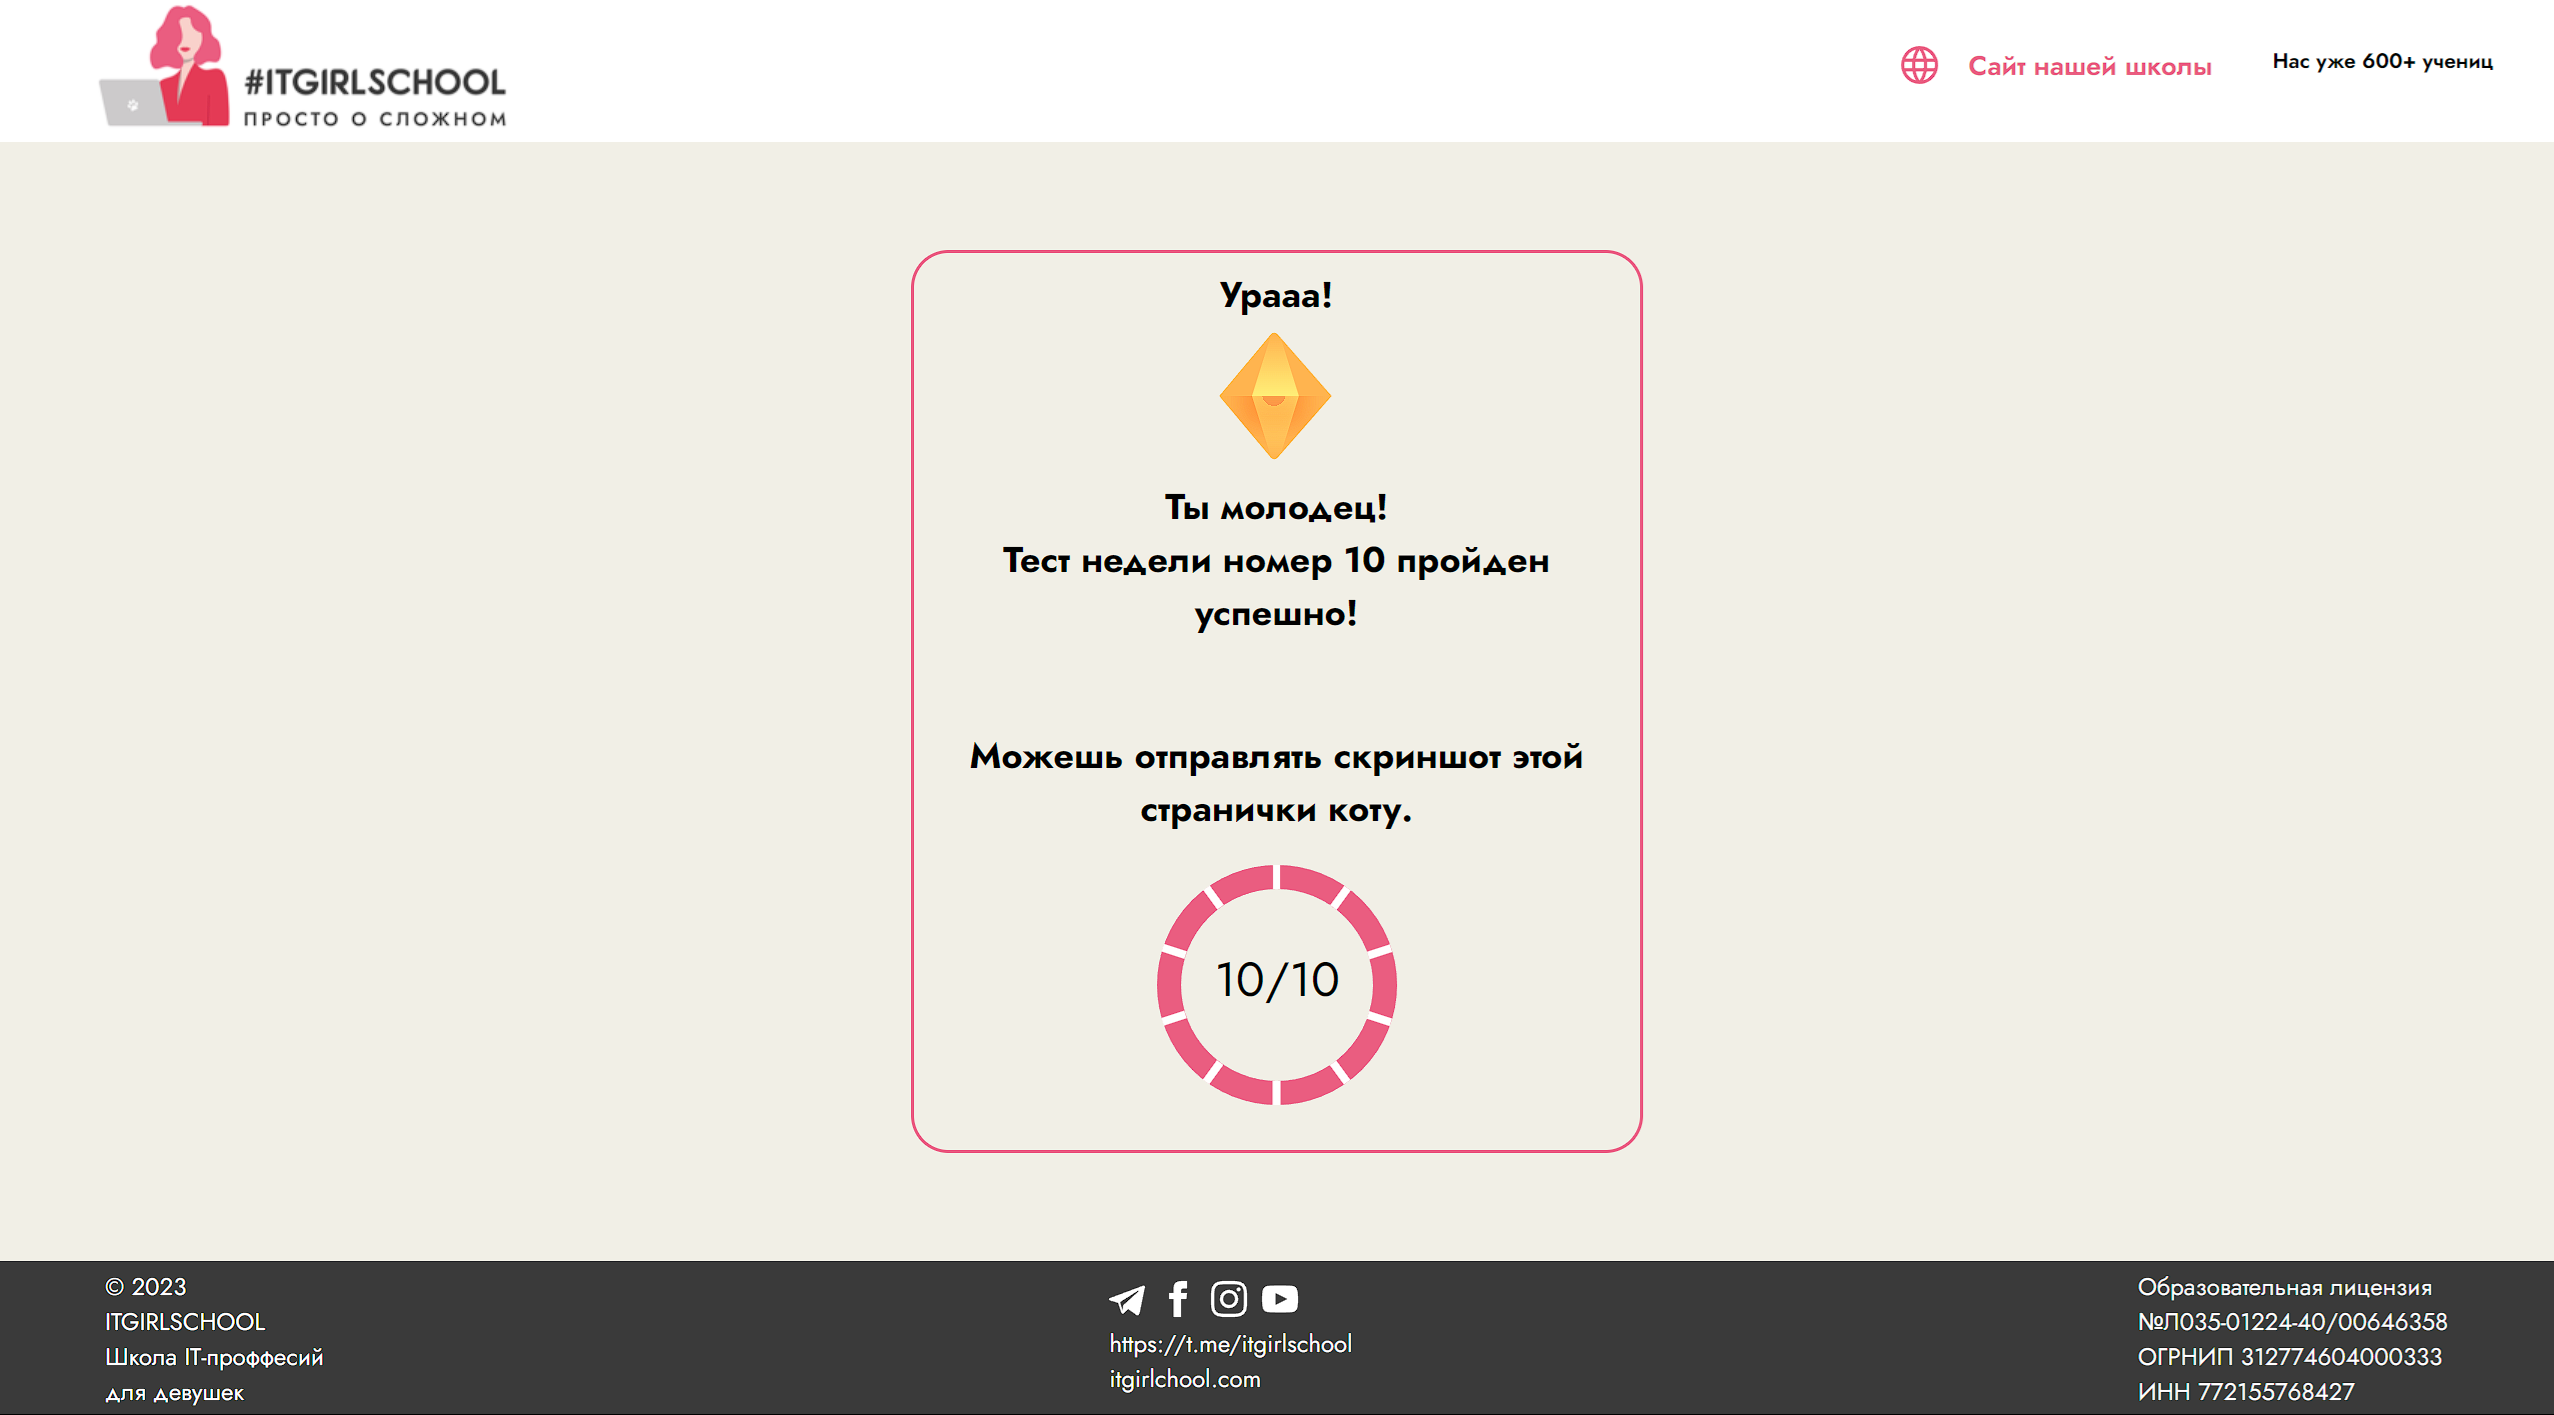 #ITGIRLSCHOOL
ПРОСТО О СЛОЖНОМ
Сайт нашей школы
Нас уже 600+ учениц
Урааа!
Ты молодец!
Тест недели номер 10 пройден
успешно!
Можешь отправлять скриншот этой
странички коту.
10/10
© 2023
ITGIRLSCHOOL
Школа IT-проффесий
для девушек
https://t.me/itgirlschool
itgirlchool.com
Образовательная лицензия
№Л035-01224-40/00646358
ОГРНИП 312774604000333
ИНН 772155768427